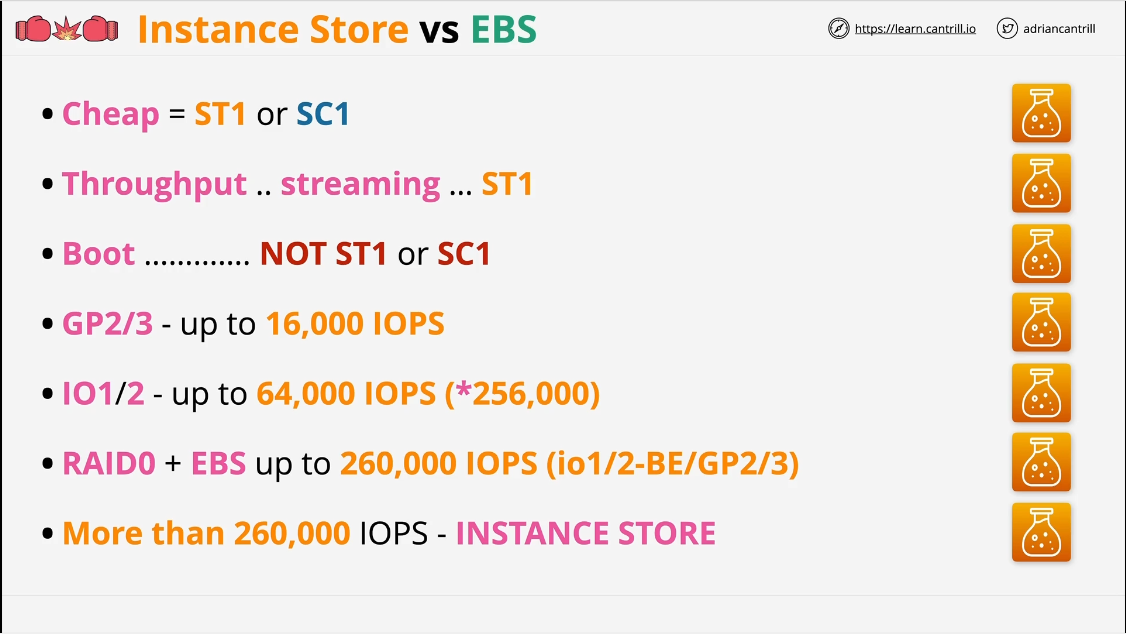 Instance Store vs EBS
https://learn.cantrill.io
adriancantrill
• Cheap = ST1 or SC1
• Throughput .. streaming ... ST1
• Boot ............. NOT ST1 or SC1
• GP2/3 - up to 16,000 IOPS
• IO1/2 - up to 64,000 IOPS (*256,000)
• RAID0 + EBS up to 260,000 IOPS (io1/2-BE/GP2/3)
• More than 260,000 IOPS - INSTANCE STORE